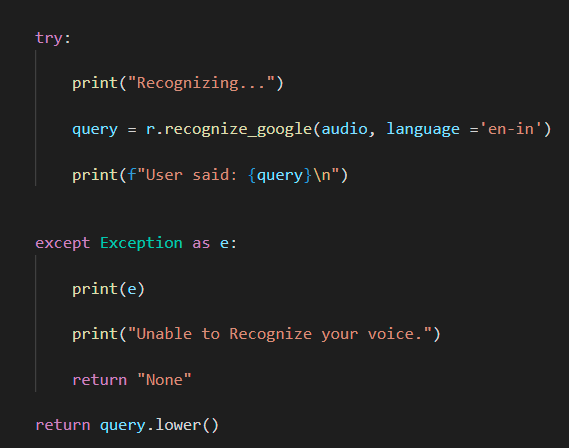 try:
print("Recognizing...")
query = r.recognize_google(audio, language ='en-in')
print(f"User said: {query}\n")
except Exception as e:
print(e)
print("Unable to Recognize your voice.")
return "None"
return query.lower()